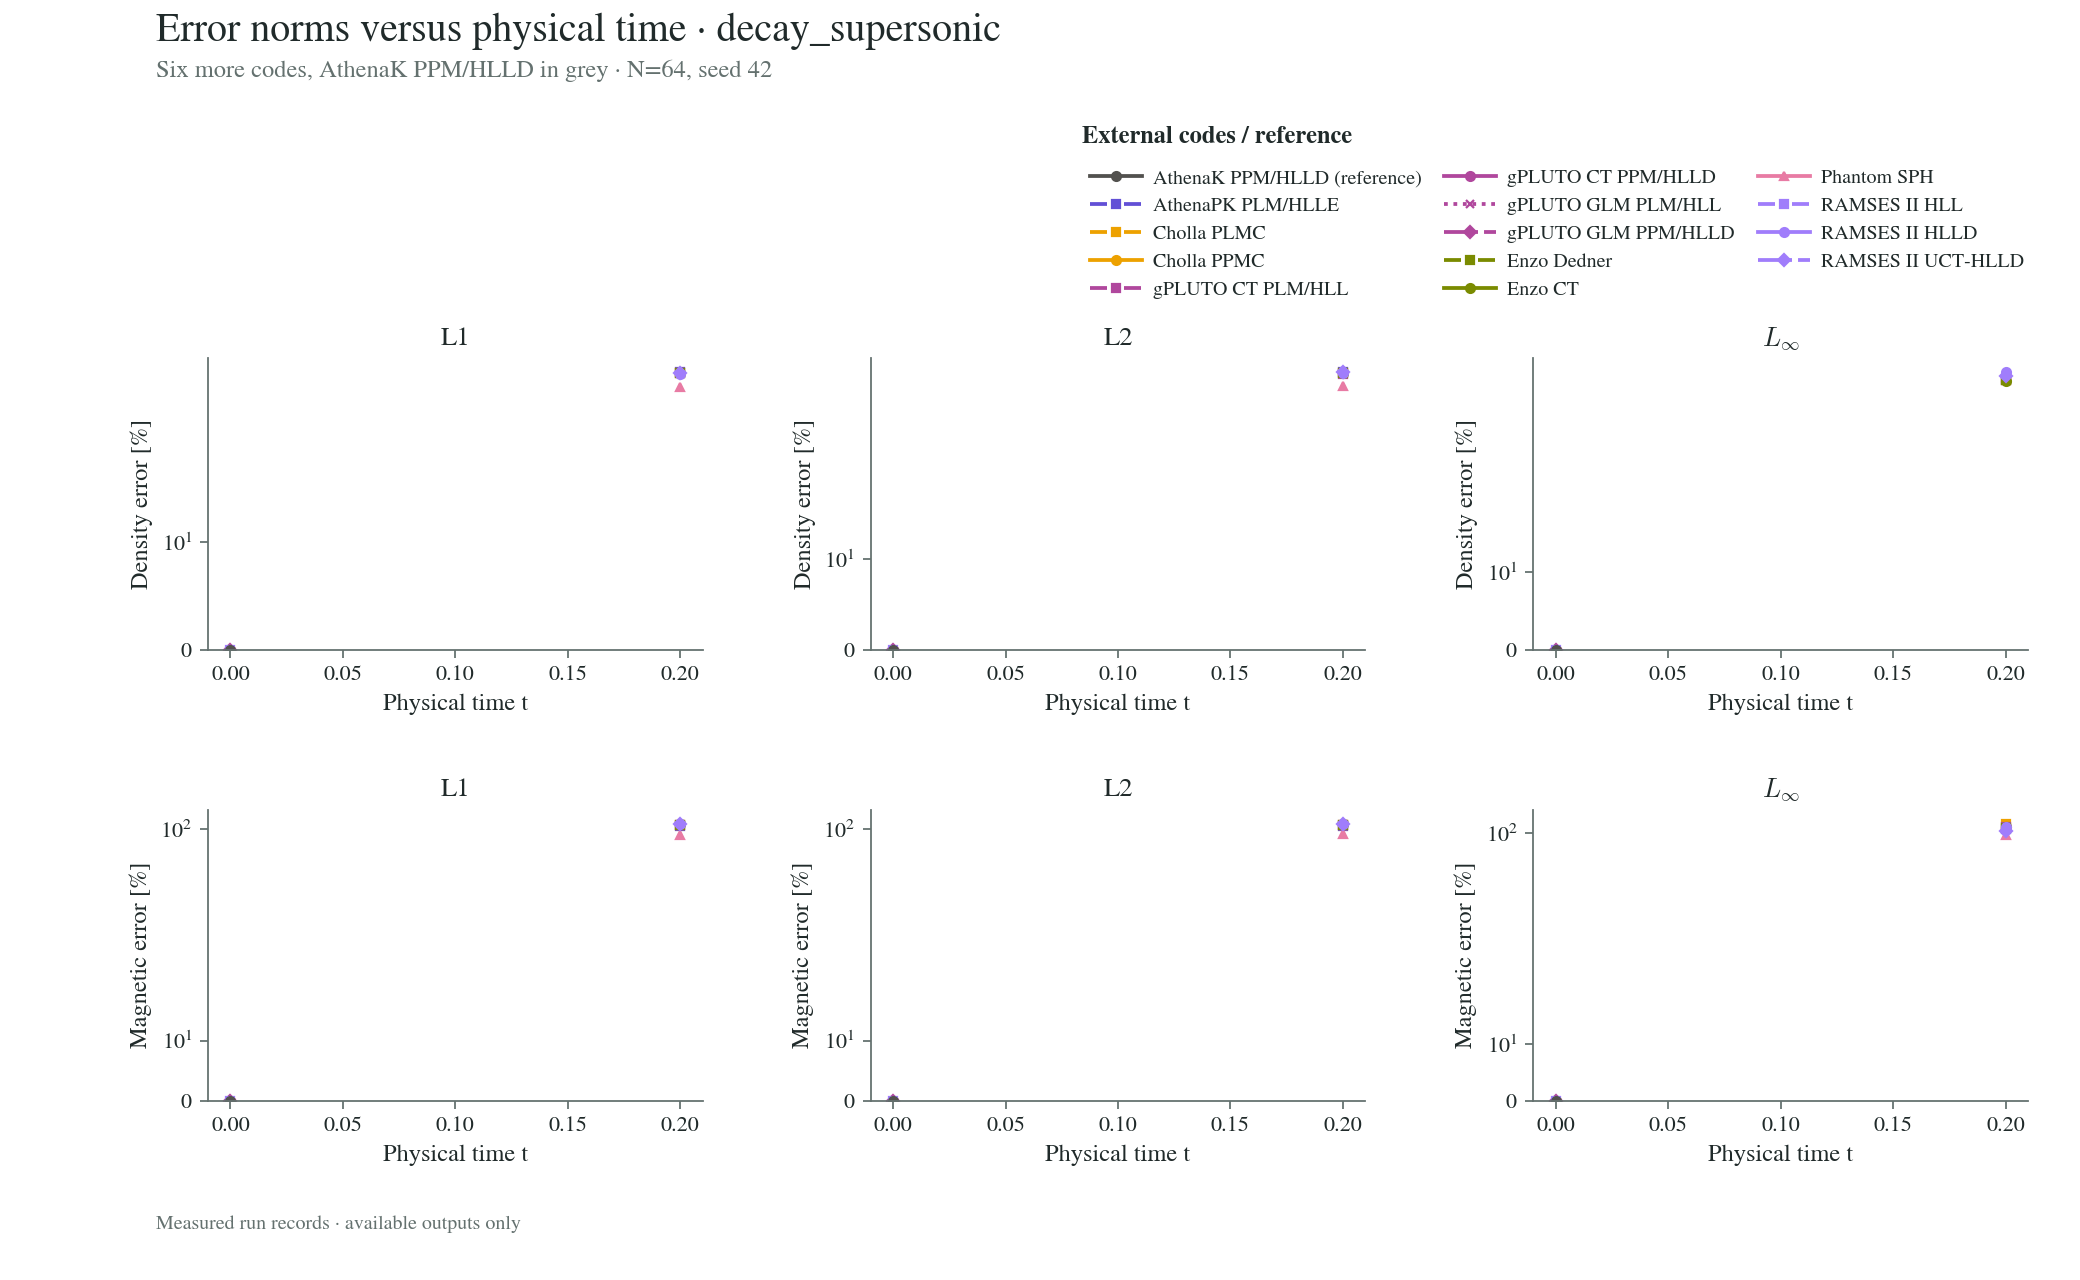 Error norms versus physical time · decay_supersonic
Six more codes, AthenaK PPM/HLLD in grey · N=64, seed 42
External codes / reference
AthenaK PPM/HLLD (reference)
AthenaPK PLM/HLLE
Cholla PLMC
Cholla PPMC
gPLUTO CT PLM/HLL
gPLUTO CT PPM/HLLD
gPLUTO GLM PLM/HLL
gPLUTO GLM PPM/HLLD
Enzo Dedner
Enzo CT
Phantom SPH
RAMSES II HLL
RAMSES II HLLD
RAMSES II UCT-HLLD
L1
Density error [%]
10¹
0
0.00 0.05 0.10 0.15 0.20
Physical time t
L2
Density error [%]
10¹
0
0.00 0.05 0.10 0.15 0.20
Physical time t
L∞
Density error [%]
10¹
0
0.00 0.05 0.10 0.15 0.20
Physical time t
L1
Magnetic error [%]
10²
10¹
0
0.00 0.05 0.10 0.15 0.20
Physical time t
L2
Magnetic error [%]
10²
10¹
0
0.00 0.05 0.10 0.15 0.20
Physical time t
L∞
Magnetic error [%]
10²
10¹
0
0.00 0.05 0.10 0.15 0.20
Physical time t
Measured run records · available outputs only